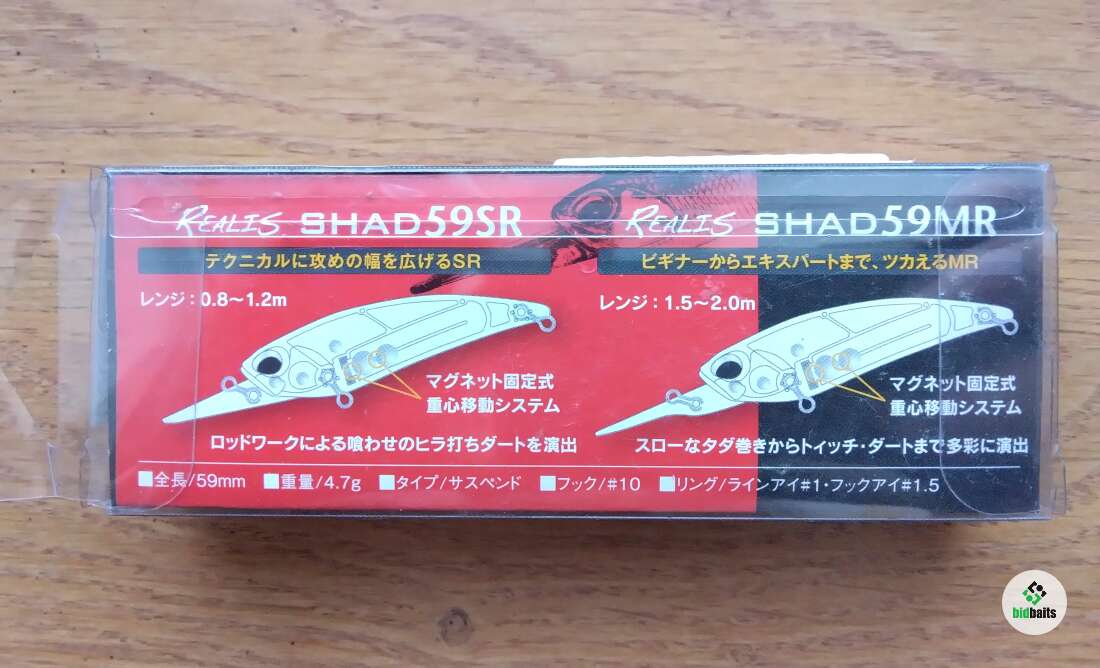 REALIS SHAD59SR
テクニカルに攻めの幅を広げるSR
レンジ：0.8〜1.2m
マグネット固定式
重心移動システム
ロッドワークによる喰わせのヒラ打ちダートを演出
REALIS SHAD59MR
ビギナーからエキスパートまで、ツカえるMR
レンジ：1.5〜2.0m
マグネット固定式
重心移動システム
スローなタダ巻きからトィッチ・ダートまで多彩に演出
■全長/59mm ■重量/4.7g ■タイプ/サスペンド ■フック/#10 ■リング/ラインアイ#1・フックアイ#1.5
bidbaits